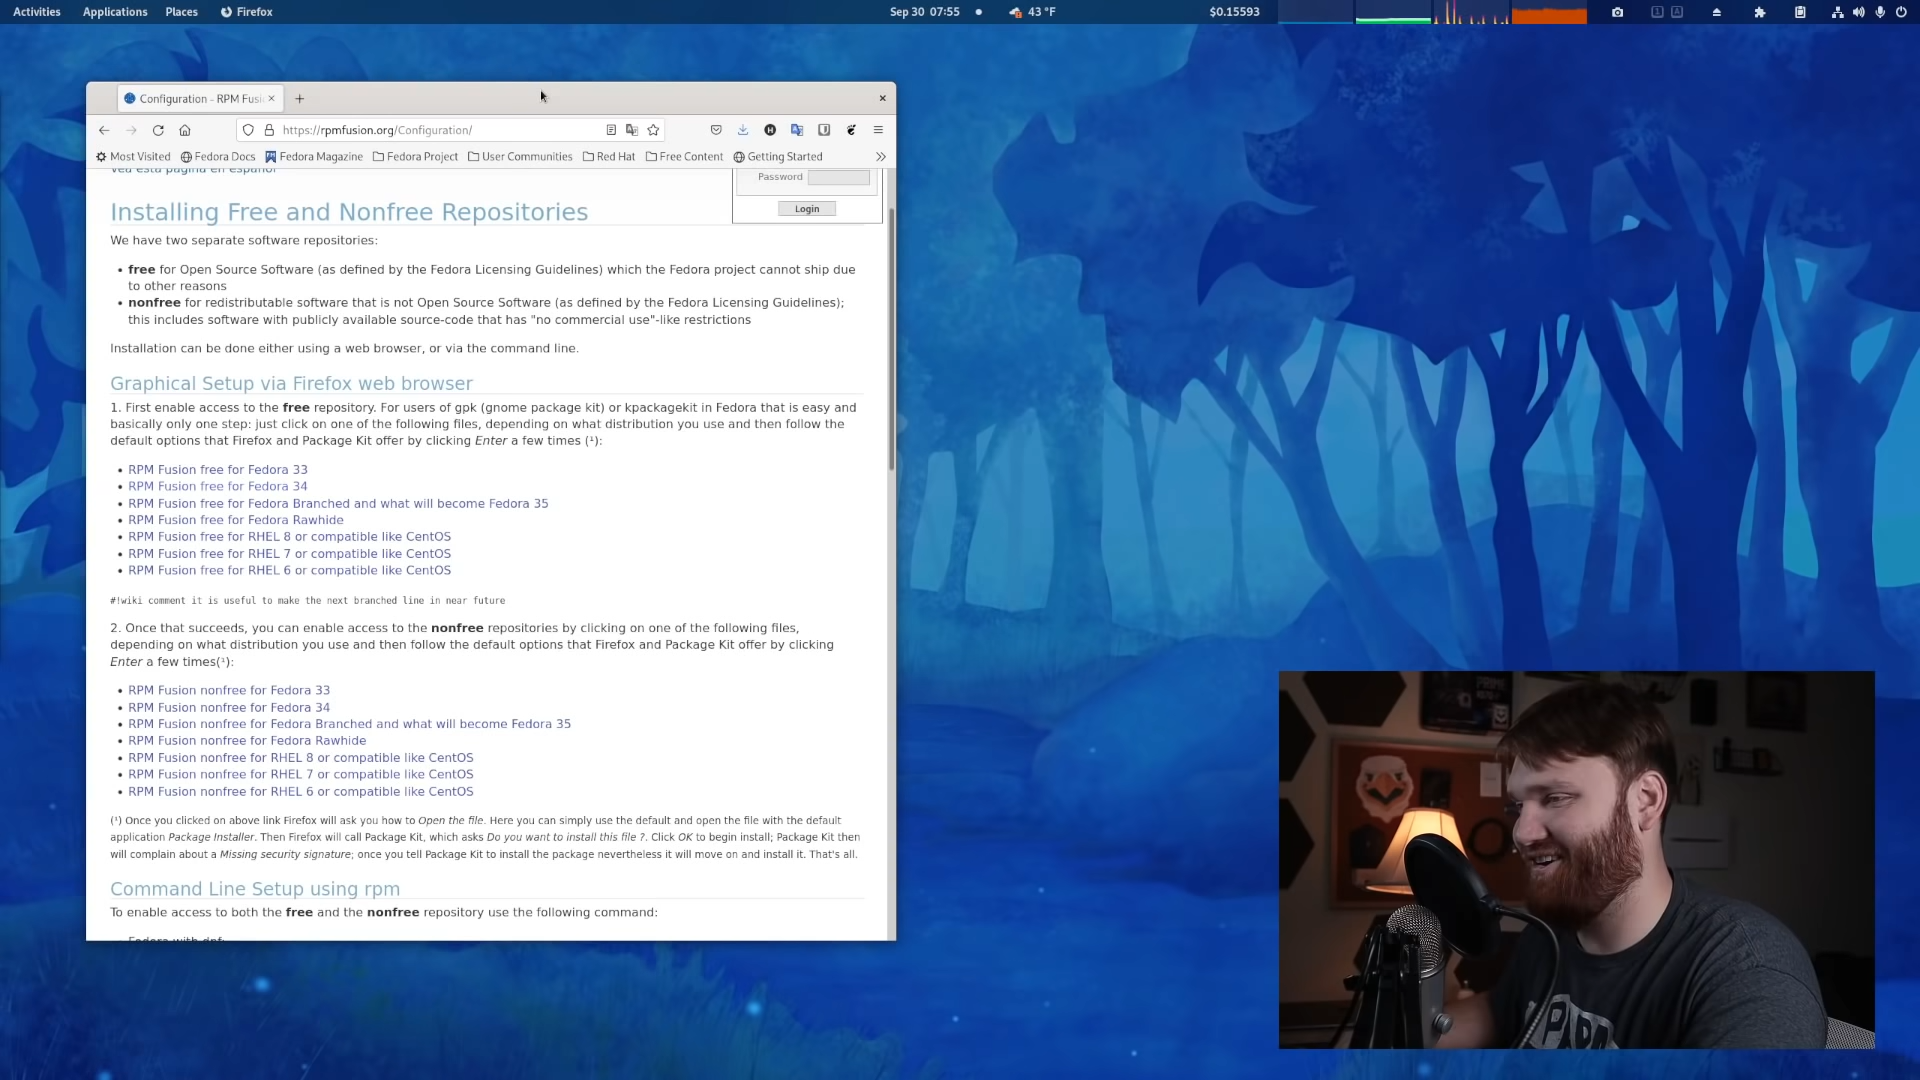 Activities Applications Places Firefox Sep 30 07:55 43 °F $0.15593
Configuration - RPM Fusi
https://rpmfusion.org/Configuration/
Most Visited Fedora Docs Fedora Magazine Fedora Project User Communities Red Hat Free Content Getting Started
Vea esta página en español
Password
Login
Installing Free and Nonfree Repositories
We have two separate software repositories:
• free for Open Source Software (as defined by the Fedora Licensing Guidelines) which the Fedora project cannot ship due
to other reasons
• nonfree for redistributable software that is not Open Source Software (as defined by the Fedora Licensing Guidelines);
this includes software with publicly available source-code that has "no commercial use"-like restrictions
Installation can be done either using a web browser, or via the command line.
Graphical Setup via Firefox web browser
1. First enable access to the free repository. For users of gpk (gnome package kit) or kpackagekit in Fedora that is easy and
basically only one step: just click on one of the following files, depending on what distribution you use and then follow the
default options that Firefox and Package Kit offer by clicking Enter a few times (¹):
• RPM Fusion free for Fedora 33
• RPM Fusion free for Fedora 34
• RPM Fusion free for Fedora Branched and what will become Fedora 35
• RPM Fusion free for Fedora Rawhide
• RPM Fusion free for RHEL 8 or compatible like CentOS
• RPM Fusion free for RHEL 7 or compatible like CentOS
• RPM Fusion free for RHEL 6 or compatible like CentOS
#!wiki comment it is useful to make the next branched line in near future
2. Once that succeeds, you can enable access to the nonfree repositories by clicking on one of the following files,
depending on what distribution you use and then follow the default options that Firefox and Package Kit offer by clicking
Enter a few times(¹):
• RPM Fusion nonfree for Fedora 33
• RPM Fusion nonfree for Fedora 34
• RPM Fusion nonfree for Fedora Branched and what will become Fedora 35
• RPM Fusion nonfree for Fedora Rawhide
• RPM Fusion nonfree for RHEL 8 or compatible like CentOS
• RPM Fusion nonfree for RHEL 7 or compatible like CentOS
• RPM Fusion nonfree for RHEL 6 or compatible like CentOS
(¹) Once you clicked on above link Firefox will ask you how to Open the file. Here you can simply use the default and open the file with the default
application Package Installer. Then Firefox will call Package Kit, which asks Do you want to install this file ?. Click OK to begin install; Package Kit then
will complain about a Missing security signature; once you tell Package Kit to install the package nevertheless it will move on and install it. That's all.
Command Line Setup using rpm
To enable access to both the free and the nonfree repository use the following command:
Fedora with dnf: